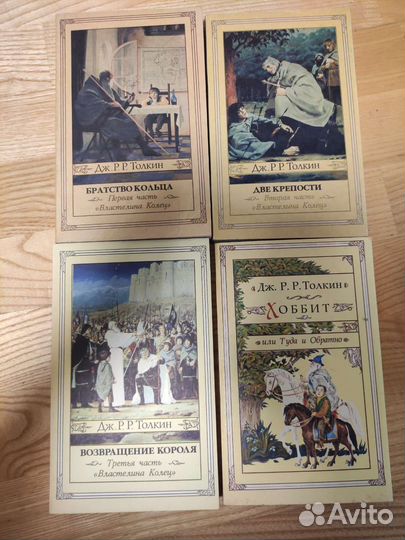 Дж. Р. Р. Толкин
БРАТСТВО КОЛЬЦА
Первая часть
«Властелина Колец»
Дж. Р. Р. Толкин
ДВЕ КРЕПОСТИ
Вторая часть
«Властелина Колец»
Дж. Р. Р. Толкин
ВОЗВРАЩЕНИЕ КОРОЛЯ
Третья часть
«Властелина Колец»
Дж. Р. Р. Толкин
Хоббит
или Туда и Обратно
Avito